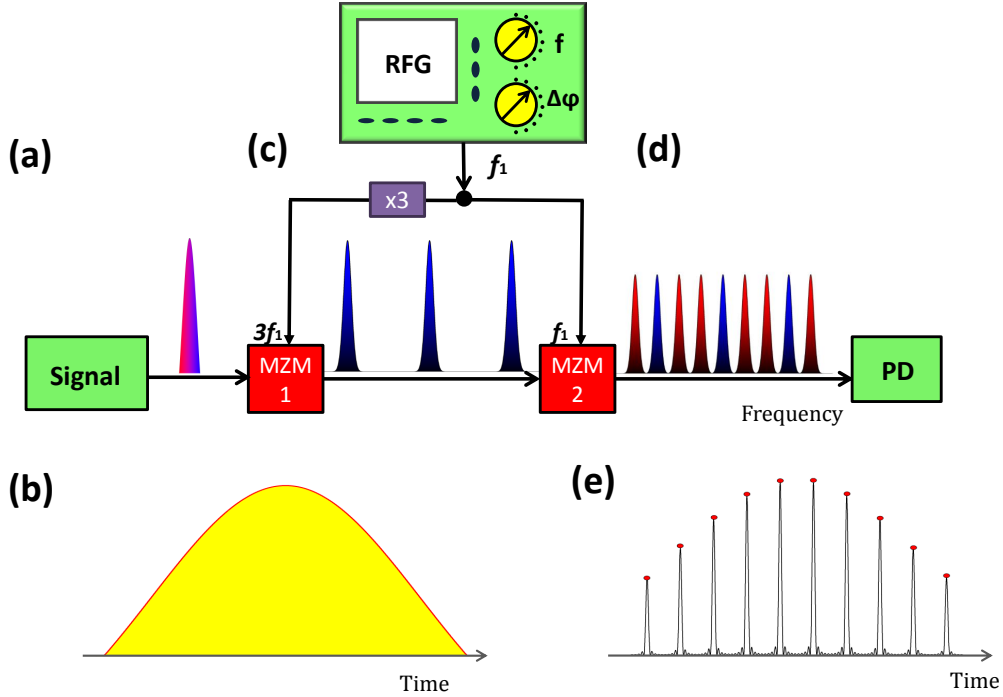 RFG
f
Δφ
(a)
(c)
(d)
f1
x3
3f1
f1
Signal
MZM
1
MZM
2
PD
Frequency
(b)
(e)
Time
Time